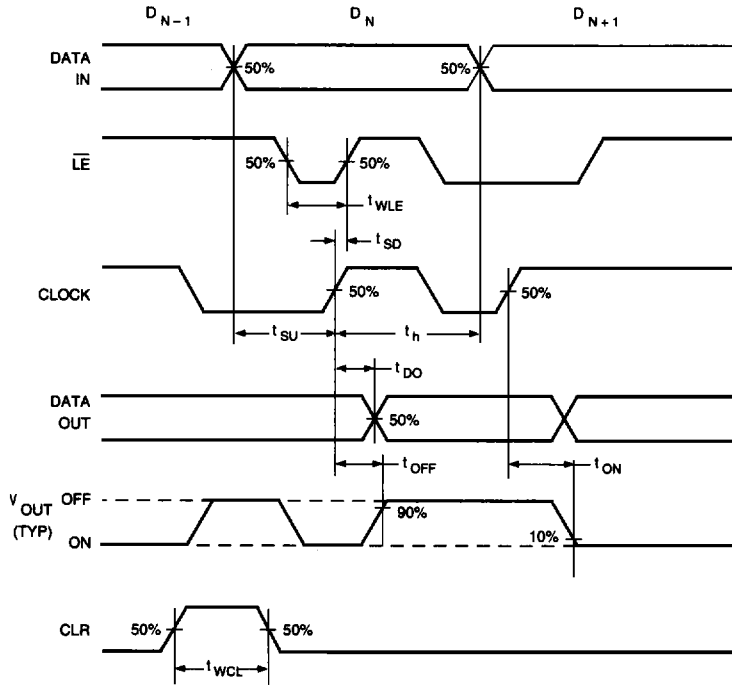 D N–1 D N D N+1
DATA IN 50% 50%
LE 50% 50%
t WLE
t SD
CLOCK 50% 50%
t SU t h
t DO
DATA OUT 50%
t OFF t ON
V OUT (TYP) OFF 90%
ON 10%
CLR 50% 50%
t WCL